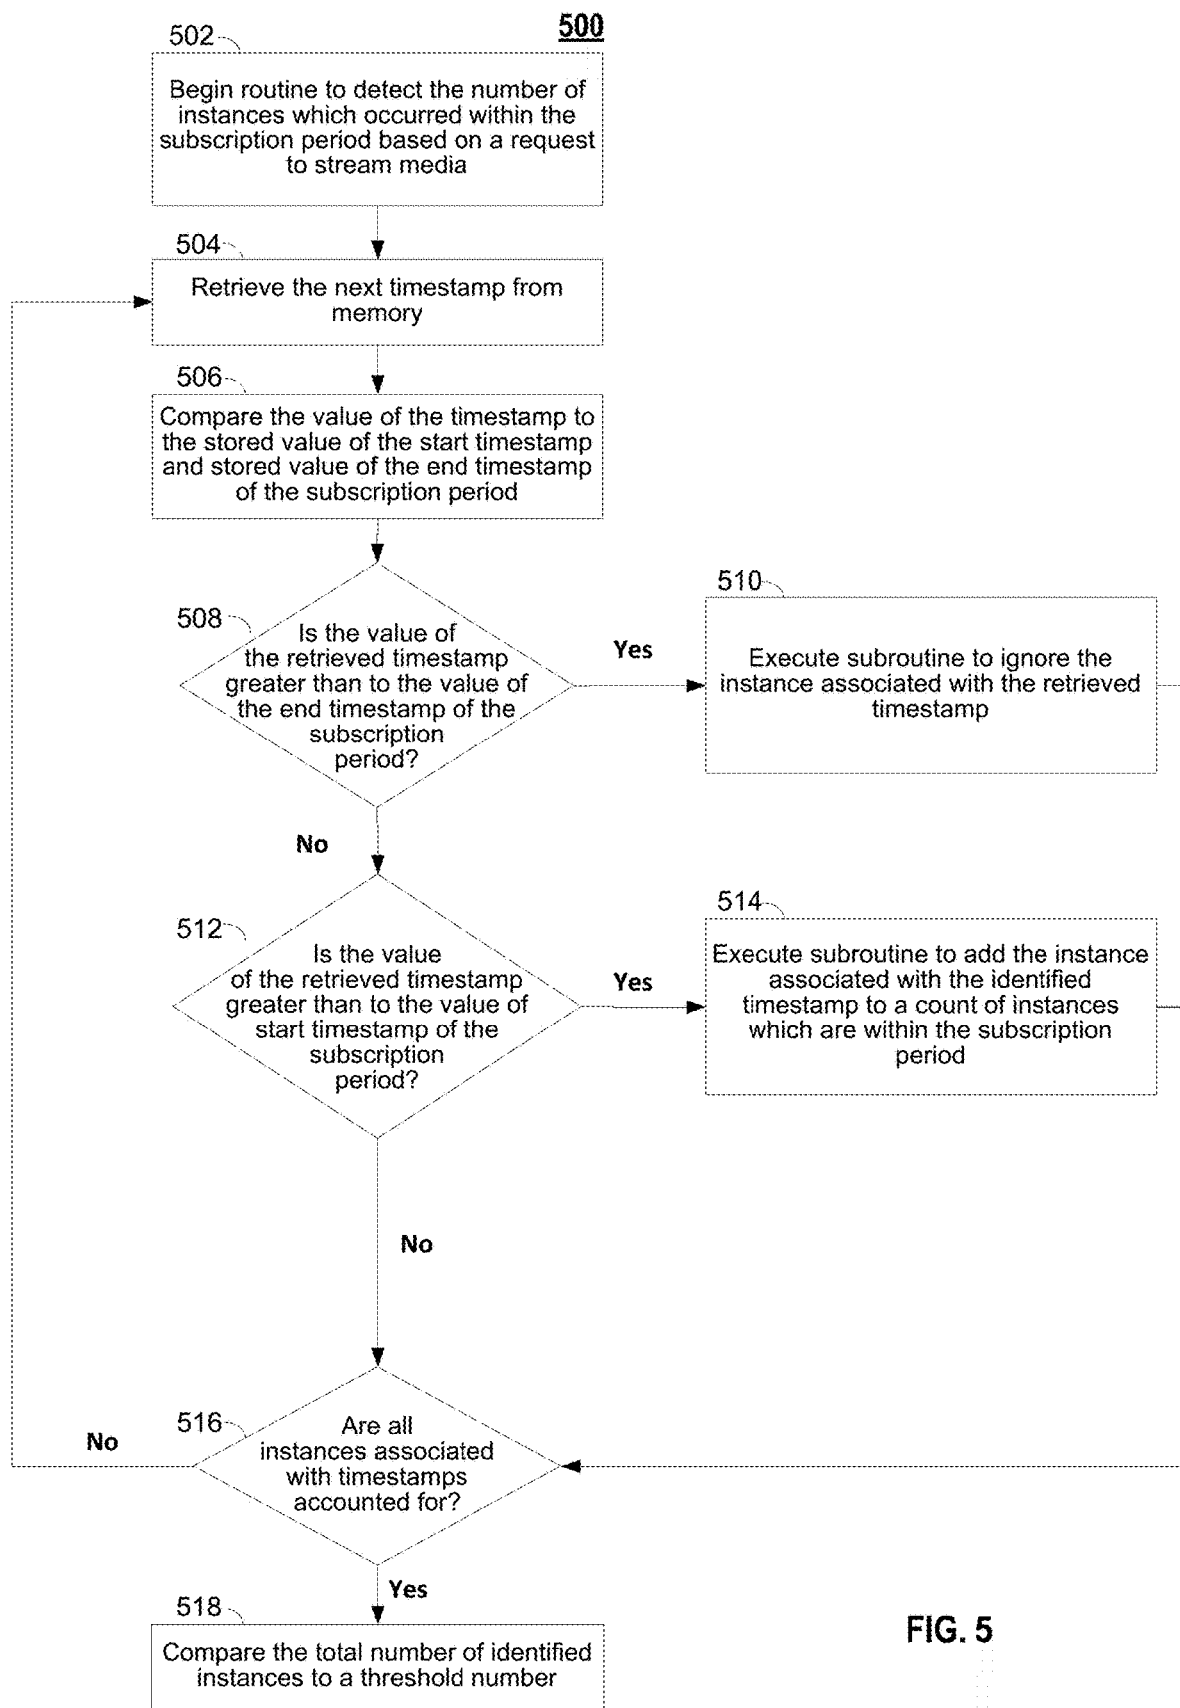 500
502
Begin routine to detect the number of
instances which occurred within the
subscription period based on a request
to stream media
504
Retrieve the next timestamp from
memory
506
Compare the value of the timestamp to
the stored value of the start timestamp
and stored value of the end timestamp
of the subscription period
508
Is the value of
the retrieved timestamp
greater than to the value of
the end timestamp of the
subscription
period?
Yes
510
Execute subroutine to ignore the
instance associated with the retrieved
timestamp
No
512
Is the value
of the retrieved timestamp
greater than to the value of
start timestamp of the
subscription
period?
Yes
514
Execute subroutine to add the instance
associated with the identified
timestamp to a count of instances
which are within the subscription
period
No
516
Are all
instances associated
with timestamps
accounted for?
No
Yes
518
Compare the total number of identified
instances to a threshold number
FIG. 5